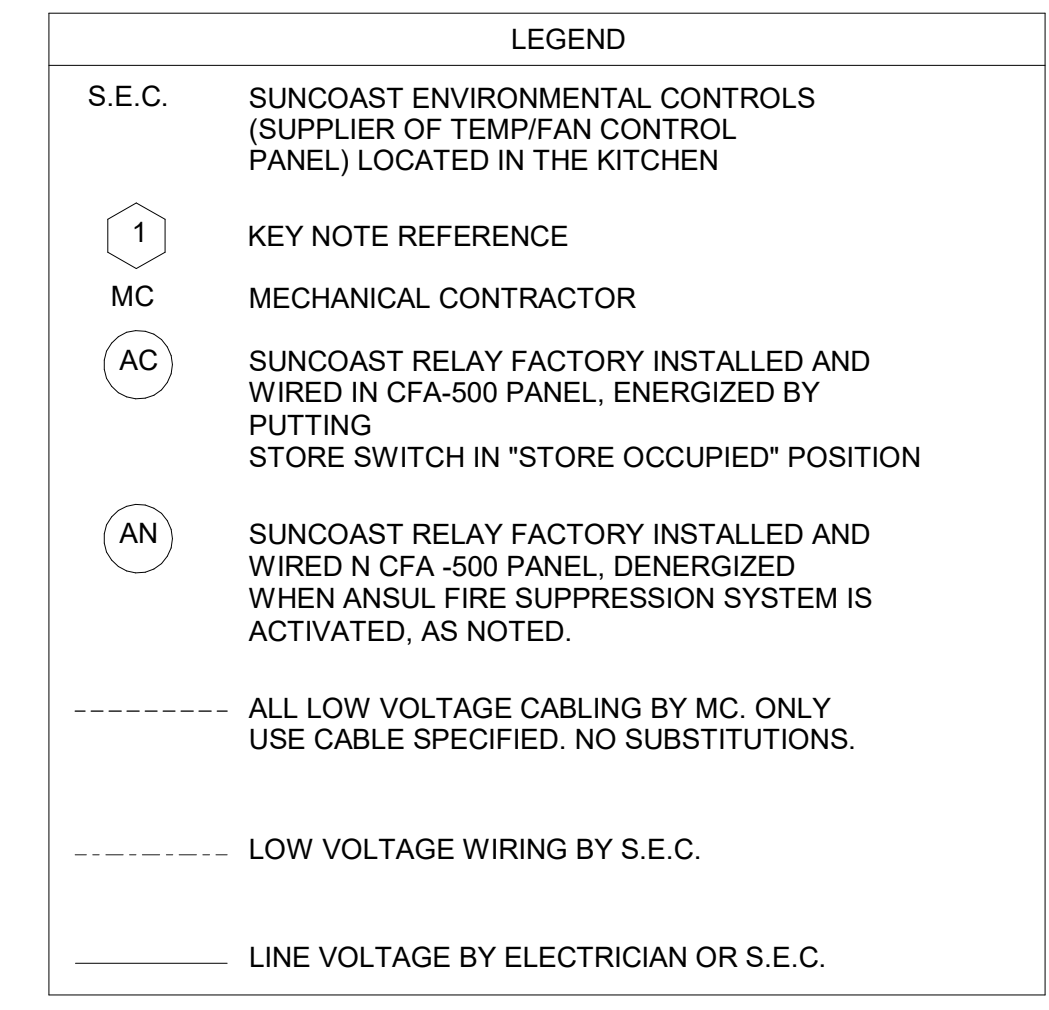 LEGEND
S.E.C. SUNCOAST ENVIRONMENTAL CONTROLS
(SUPPLIER OF TEMP/FAN CONTROL
PANEL) LOCATED IN THE KITCHEN
1 KEY NOTE REFERENCE
MC MECHANICAL CONTRACTOR
AC SUNCOAST RELAY FACTORY INSTALLED AND
WIRED IN CFA-500 PANEL, ENERGIZED BY
PUTTING
STORE SWITCH IN "STORE OCCUPIED" POSITION
AN SUNCOAST RELAY FACTORY INSTALLED AND
WIRED N CFA -500 PANEL, DENERGIZED
WHEN ANSUL FIRE SUPPRESSION SYSTEM IS
ACTIVATED, AS NOTED.
ALL LOW VOLTAGE CABLING BY MC. ONLY
USE CABLE SPECIFIED. NO SUBSTITUTIONS.
LOW VOLTAGE WIRING BY S.E.C.
LINE VOLTAGE BY ELECTRICIAN OR S.E.C.